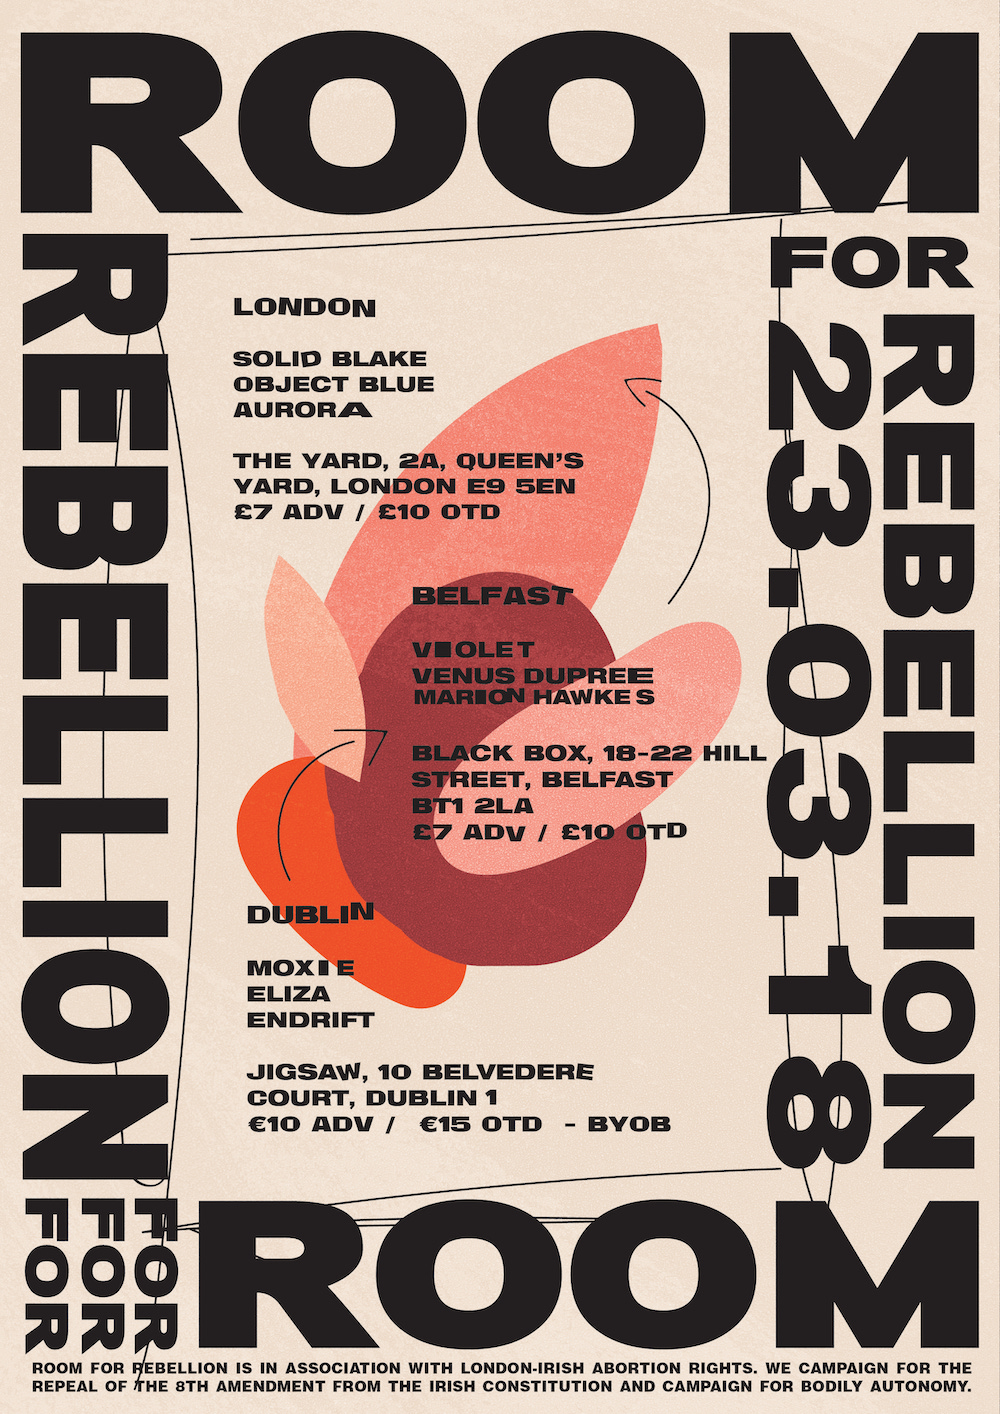 ROOM
FOR
REBELLION
REBELLION
23.03.18
LONDON
SOLID BLAKE
OBJECT BLUE
AURORA
THE YARD, 2A, QUEEN'S
YARD, LONDON E9 5EN
£7 ADV / £10 OTD
BELFAST
VIOLET
VENUS DUPREE
MARION HAWKES
BLACK BOX, 18-22 HILL
STREET, BELFAST
BT1 2LA
£7 ADV / £10 OTD
DUBLIN
MOXIE
ELIZA
ENDRIFT
JIGSAW, 10 BELVEDERE
COURT, DUBLIN 1
€10 ADV / €15 OTD - BYOB
FOR
FOR
FOR
ROOM
ROOM FOR REBELLION IS IN ASSOCIATION WITH LONDON-IRISH ABORTION RIGHTS. WE CAMPAIGN FOR THE
REPEAL OF THE 8TH AMENDMENT FROM THE IRISH CONSTITUTION AND CAMPAIGN FOR BODILY AUTONOMY.